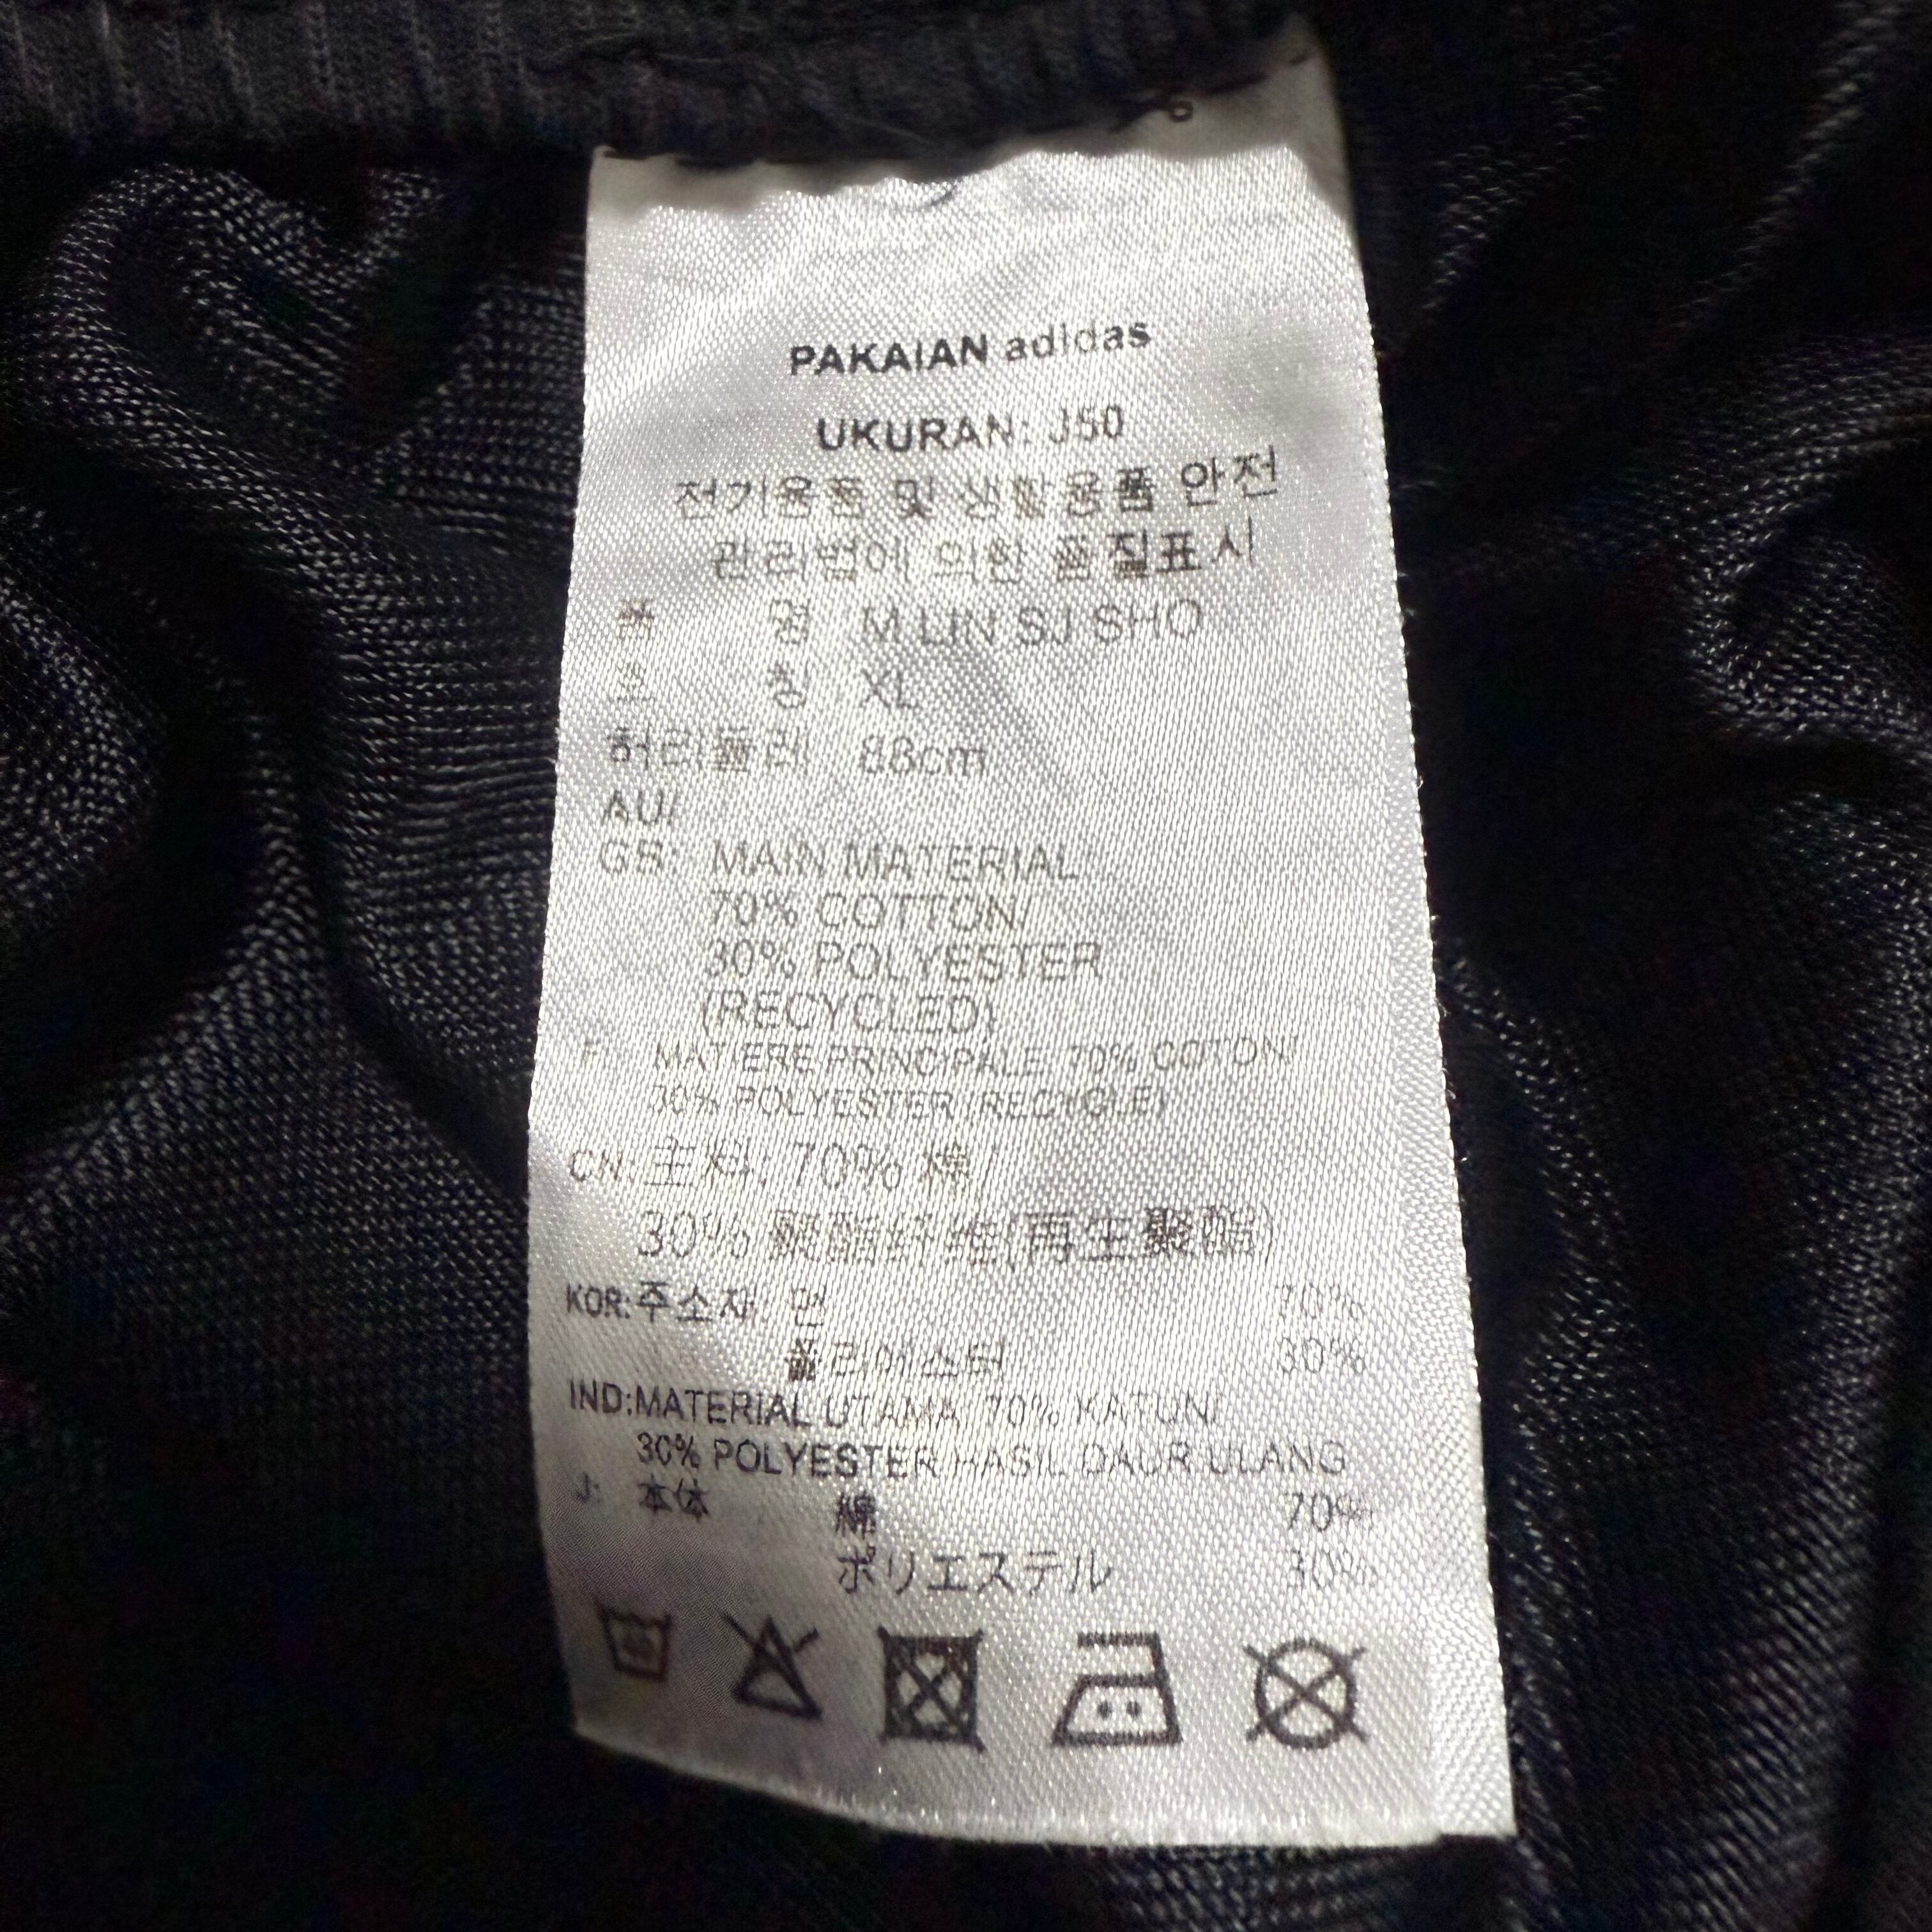 PAKAIAN adidas
UKURAN: J50
전기용품 및 생활용품 안전
관리법에 의한 품질표시
품 명 M LIN SJ SHO
호 칭 XL
허리둘레 86cm
AU/
GB: MAIN MATERIAL:
70% COTTON/
30% POLYESTER
(RECYCLED)
F: MATIERE PRINCIPALE: 70% COTON/
30% POLYESTER (RECYCLE)
CN: 主料: 70% 棉/
30% 聚酯纤维(再生聚酯)
KOR: 주소재 면 70%
폴리에스터 30%
IND: MATERIAL UTAMA: 70% KATUN/
30% POLYESTER HASIL DAUR ULANG
J: 本体 綿 70%
ポリエステル 30%